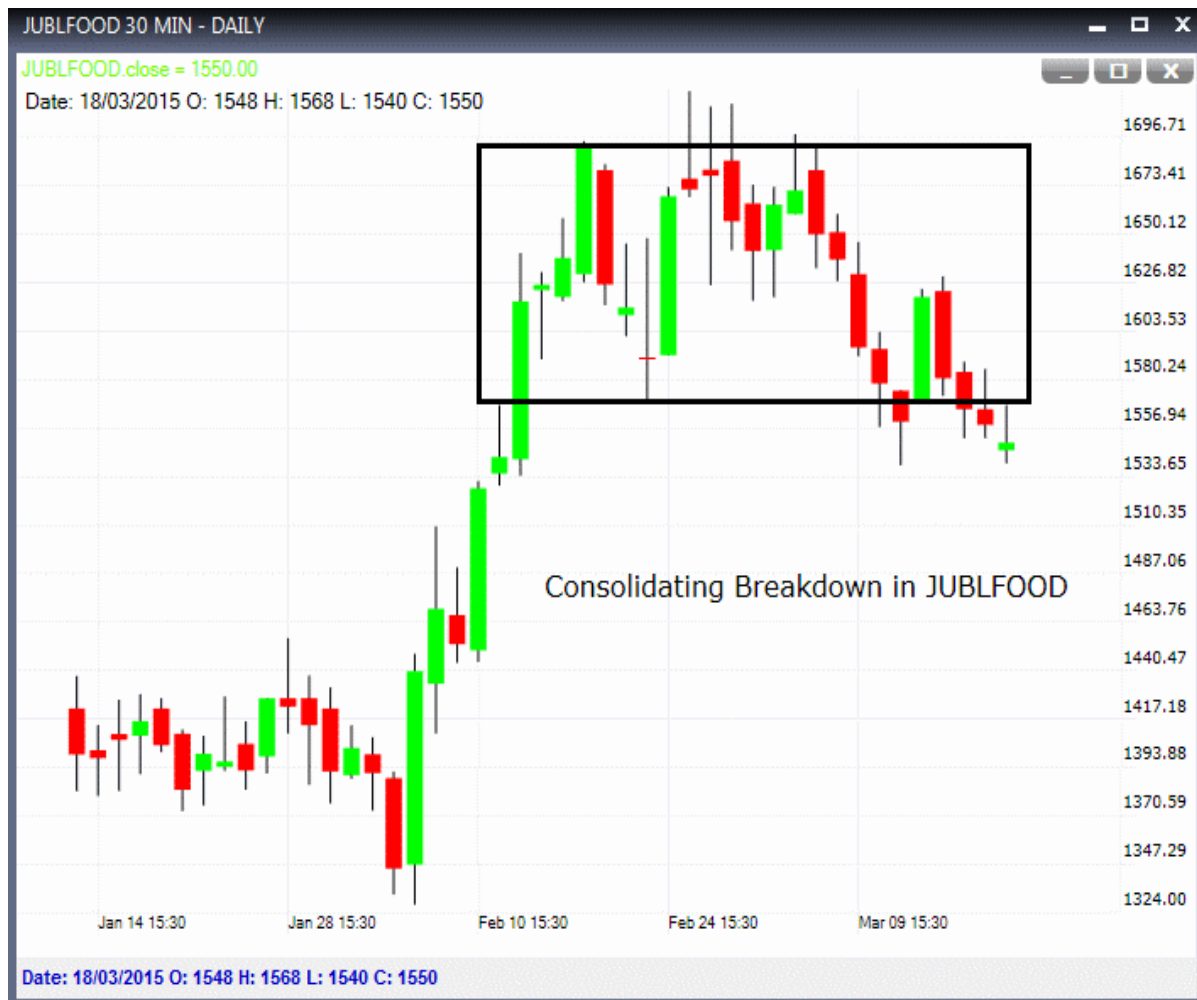 JUBLFOOD 30 MIN - DAILY
JUBLFOOD.close = 1550.00
Date: 18/03/2015 O: 1548 H: 1568 L: 1540 C: 1550
1696.71
1673.41
1650.12
1626.82
1603.53
1580.24
1556.94
1533.65
1510.35
1487.06
Consolidating Breakdown in JUBLFOOD
1463.76
1440.47
1417.18
1393.88
1370.59
1347.29
1324.00
Jan 14 15:30 Jan 28 15:30 Feb 10 15:30 Feb 24 15:30 Mar 09 15:30
Date: 18/03/2015 O: 1548 H: 1568 L: 1540 C: 1550